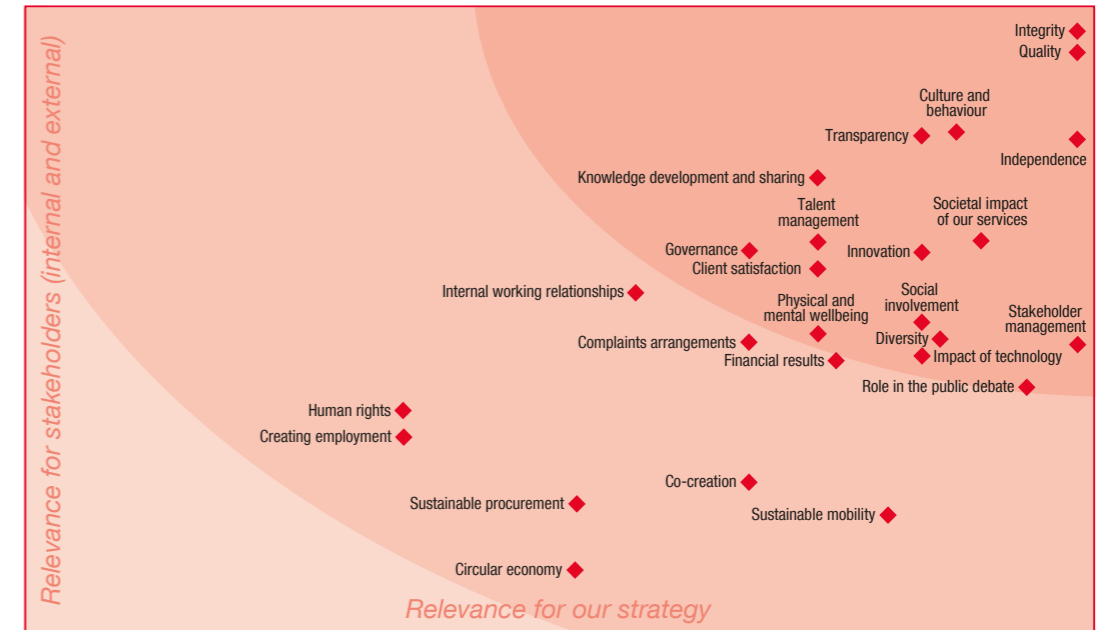 Integrity
Quality
Culture and
behaviour
Transparency
Independence
Knowledge development and sharing
Talent
management
Societal impact
of our services
Governance
Innovation
Client satisfaction
Internal working relationships
Social
involvement
Physical and
mental wellbeing
Stakeholder
management
Complaints arrangements
Diversity
Financial results
Impact of technology
Role in the public debate
Human rights
Creating employment
Co-creation
Sustainable procurement
Sustainable mobility
Circular economy
Relevance for stakeholders (internal and external)
Relevance for our strategy